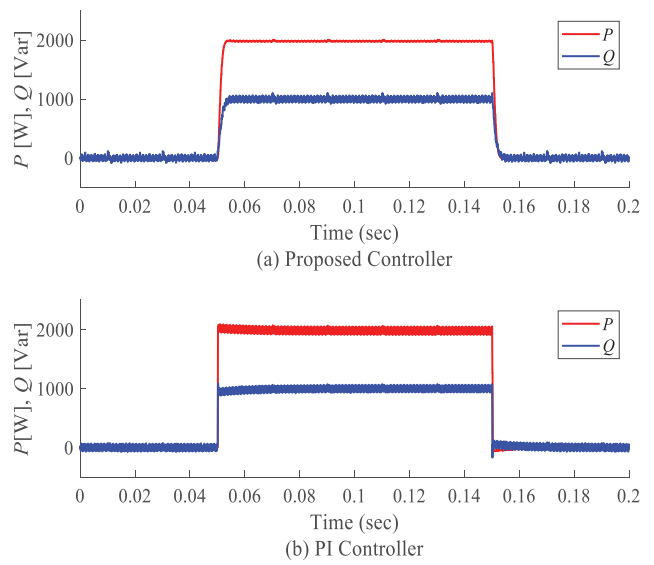 P [W], Q [Var]
2000
1000
0
P
Q
0
0.02
0.04
0.06
0.08
0.1
0.12
0.14
0.16
0.18
0.2
Time (sec)
(a) Proposed Controller
P[W], Q [Var]
2000
1000
0
P
Q
0
0.02
0.04
0.06
0.08
0.1
0.12
0.14
0.16
0.18
0.2
Time (sec)
(b) PI Controller